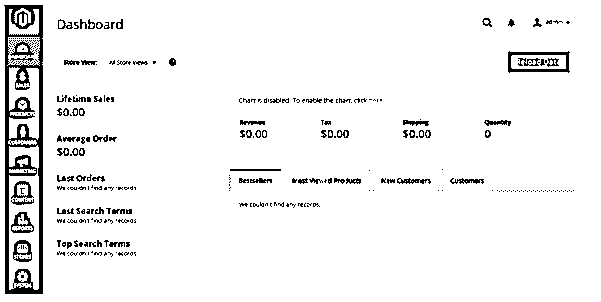 Dashboard
admin
Store View: All Store Views
Lifetime Sales
$0.00
Average Order
$0.00
Last Orders
We couldn't find any records.
Last Search Terms
We couldn't find any records.
Top Search Terms
We couldn't find any records.
Chart is disabled. To enable the chart, click here.
Revenue Tax Shipping Quantity
$0.00 $0.00 $0.00 0
Bestsellers Most Viewed Products New Customers Customers
We couldn't find any records.